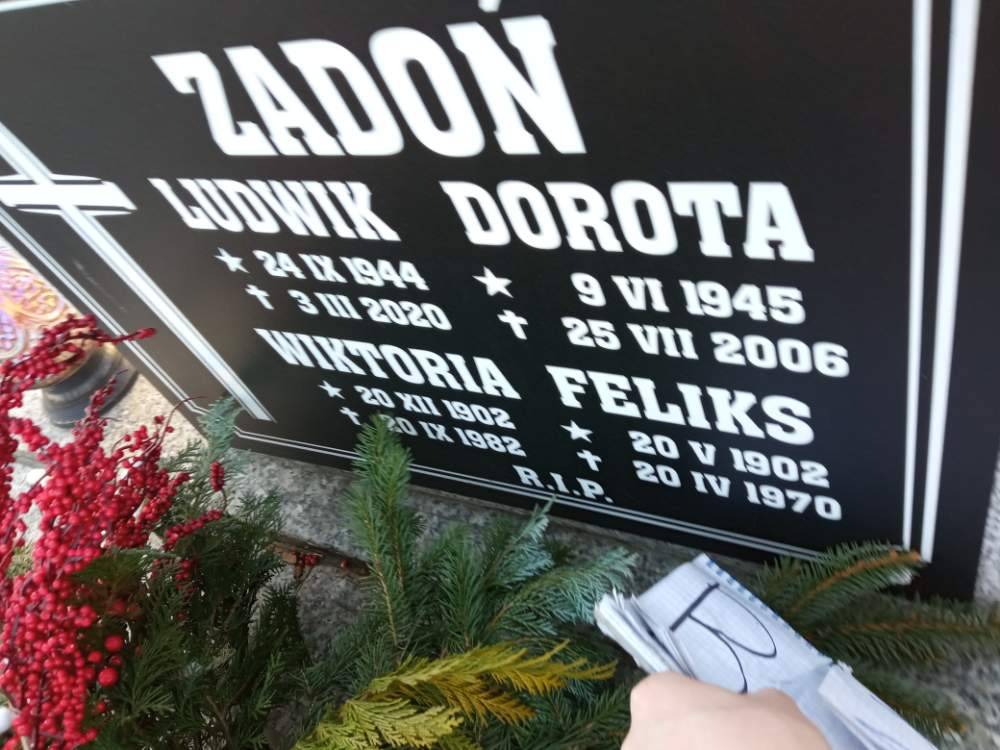 ZADOŃ
LUDWIK DOROTA
24 IX 1944 9 VI 1945
3 III 2020 25 VII 2006
WIKTORIA FELIKS
20 XII 1902 20 V 1902
20 IX 1982 20 IV 1970
R.I.P.